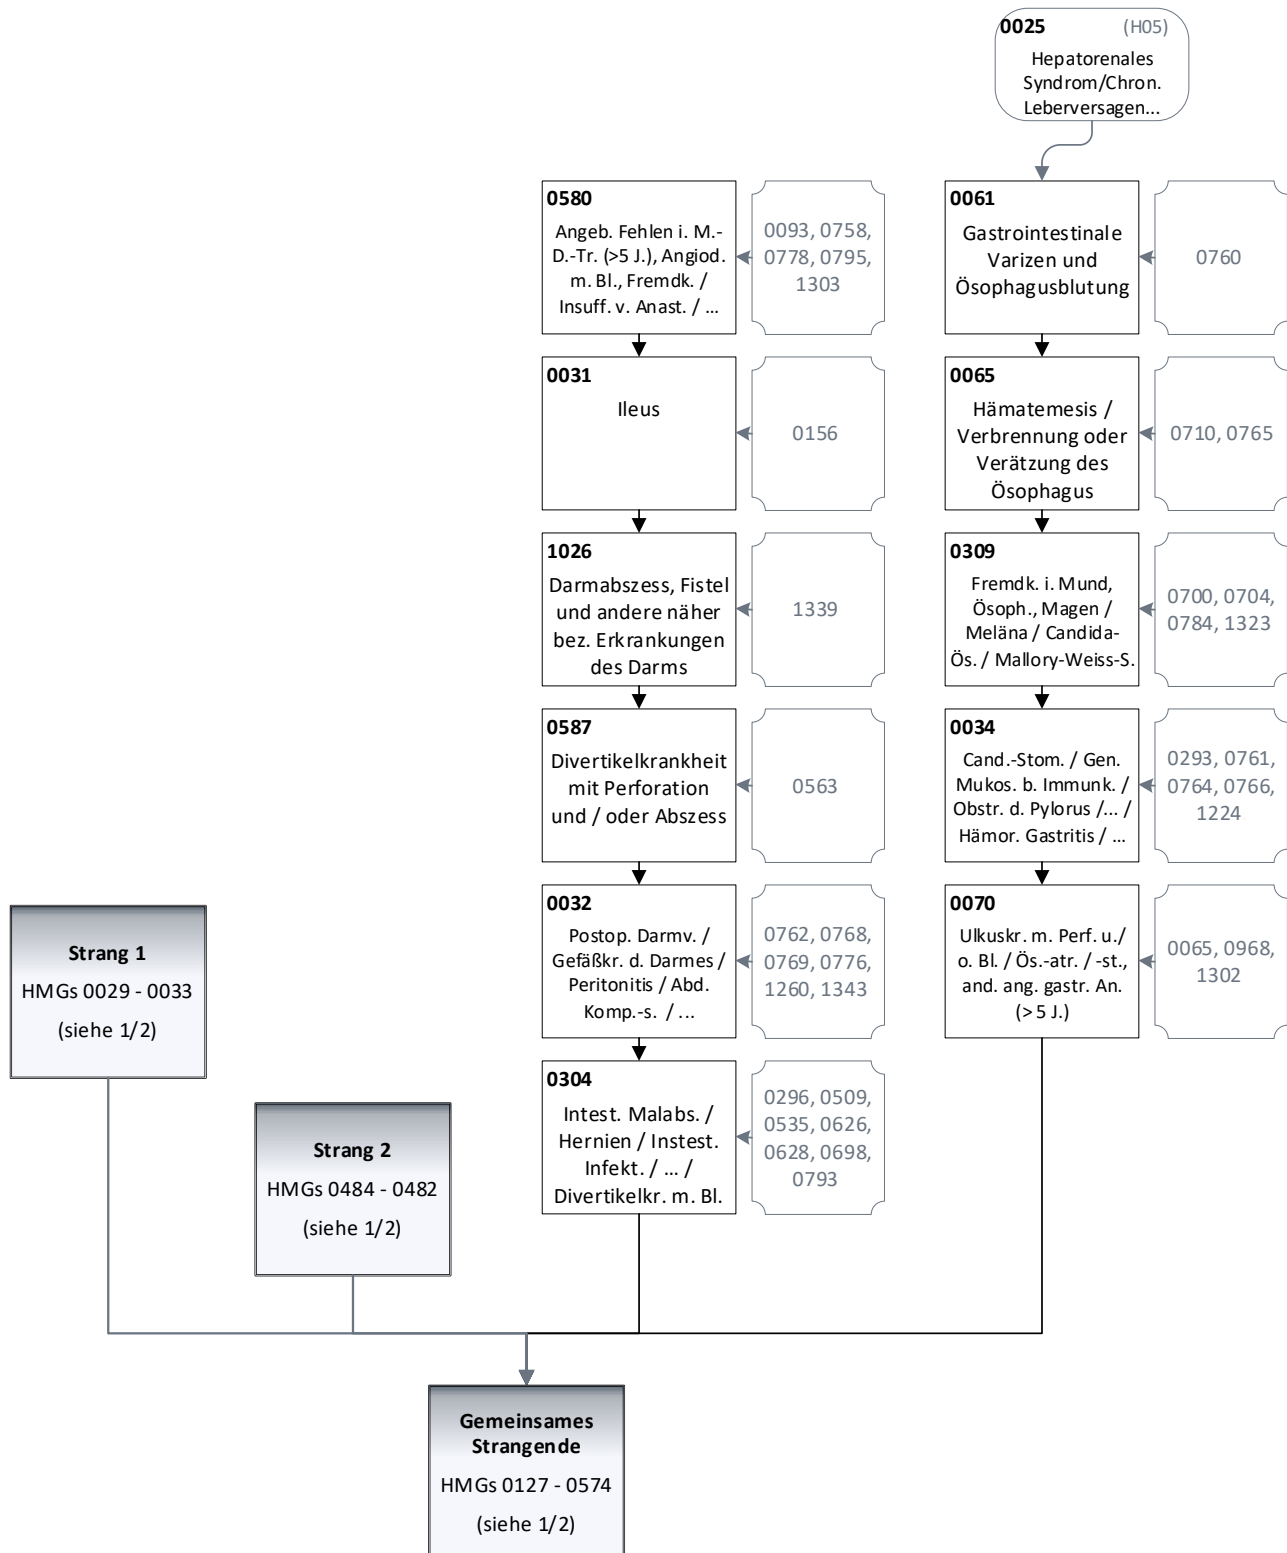 0025 (H05)
Hepatorenales
Syndrom/Chron.
Leberversagen...
0580
Angeb. Fehlen i. M.-
D.-Tr. (>5 J.), Angiod.
m. Bl., Fremdk. /
Insuff. v. Anast. / ...
0093, 0758,
0778, 0795,
1303
0061
Gastrointestinale
Varizen und
Ösophagusblutung
0760
0031
Ileus
0156
0065
Hämatemesis /
Verbrennung oder
Verätzung des
Ösophagus
0710, 0765
1026
Darmabszess, Fistel
und andere näher
bez. Erkrankungen
des Darms
1339
0309
Fremdk. i. Mund,
Ösoph., Magen /
Meläna / Candida-
Ös. / Mallory-Weiss-S.
0700, 0704,
0784, 1323
0587
Divertikelkrankheit
mit Perforation
und / oder Abszess
0563
0034
Cand.-Stom. / Gen.
Mukos. b. Immunk. /
Obstr. d. Pylorus /... /
Hämor. Gastritis / ...
0293, 0761,
0764, 0766,
1224
0032
Postop. Darmv. /
Gefäßkr. d. Darmes /
Peritonitis / Abd.
Komp.-s. / ...
0762, 0768,
0769, 0776,
1260, 1343
0070
Ulkuskr. m. Perf. u./
o. Bl. / Ös.-atr. / -st.,
and. ang. gastr. An.
(> 5 J.)
0065, 0968,
1302
Strang 1
HMGs 0029 - 0033
(siehe 1/2)
0304
Intest. Malabs. /
Hernien / Instest.
Infekt. / ... /
Divertikelkr. m. Bl.
0296, 0509,
0535, 0626,
0628, 0698,
0793
Strang 2
HMGs 0484 - 0482
(siehe 1/2)
Gemeinsames
Strangende
HMGs 0127 - 0574
(siehe 1/2)